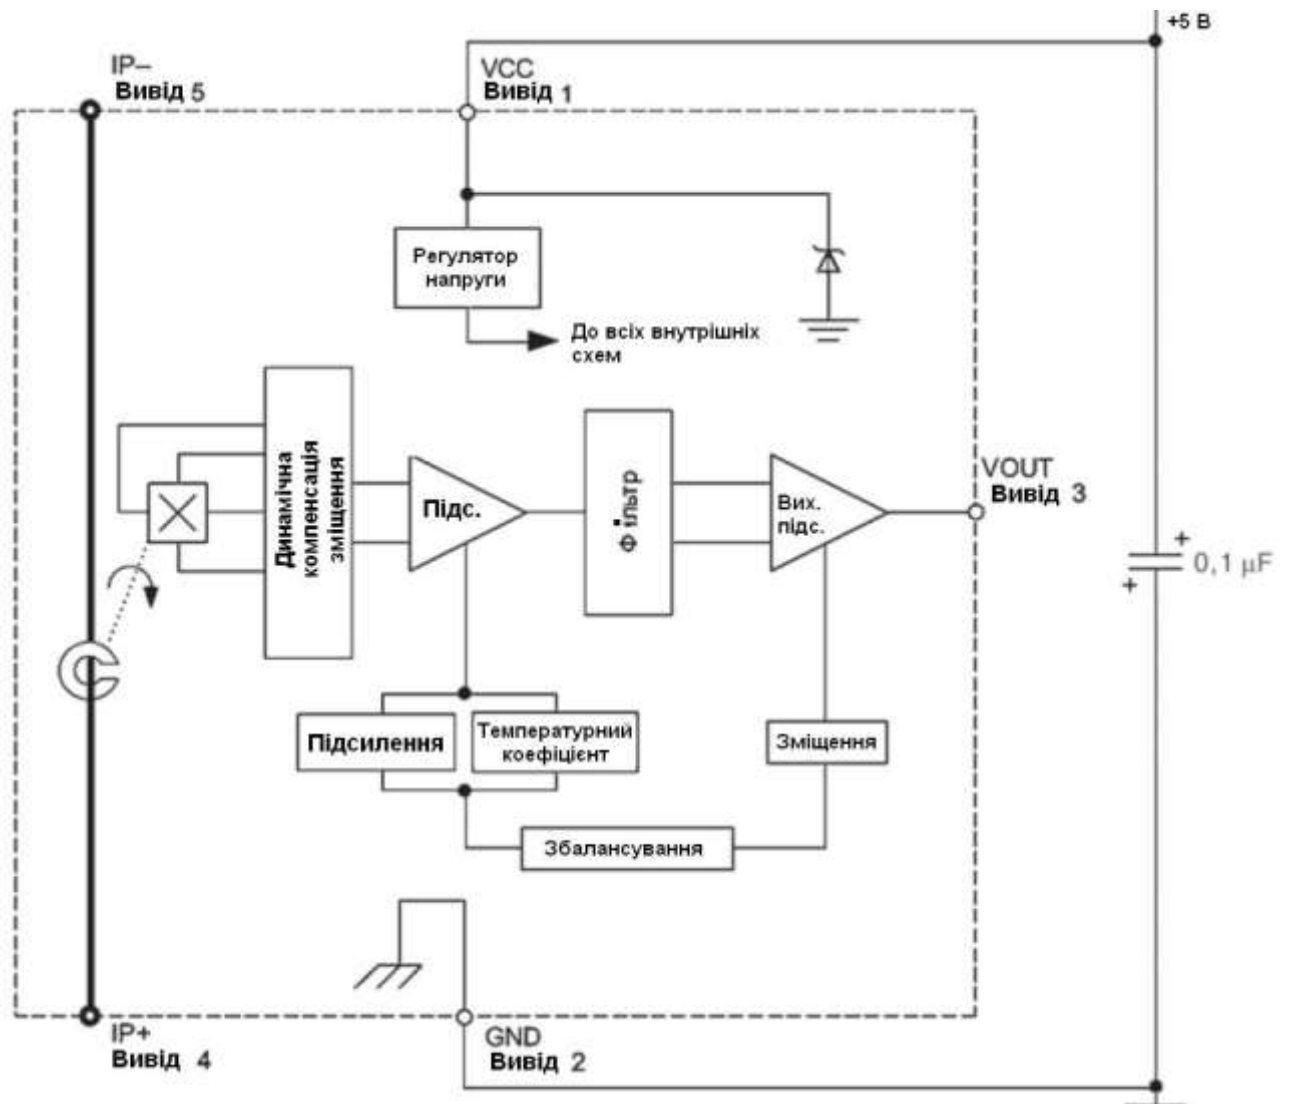 +5 В
IP–
Вивід 5
VCC
Вивід 1
Регулятор
напруги
До всіх внутрішніх
схем
Динамічна
компенсація
зміщення
Підс.
Фільтр
Вих.
підс.
VOUT
Вивід 3
+
0,1 µF
+
Підсилення
Температурний
коефіцієнт
Зміщення
Збалансування
IP+
Вивід 4
GND
Вивід 2